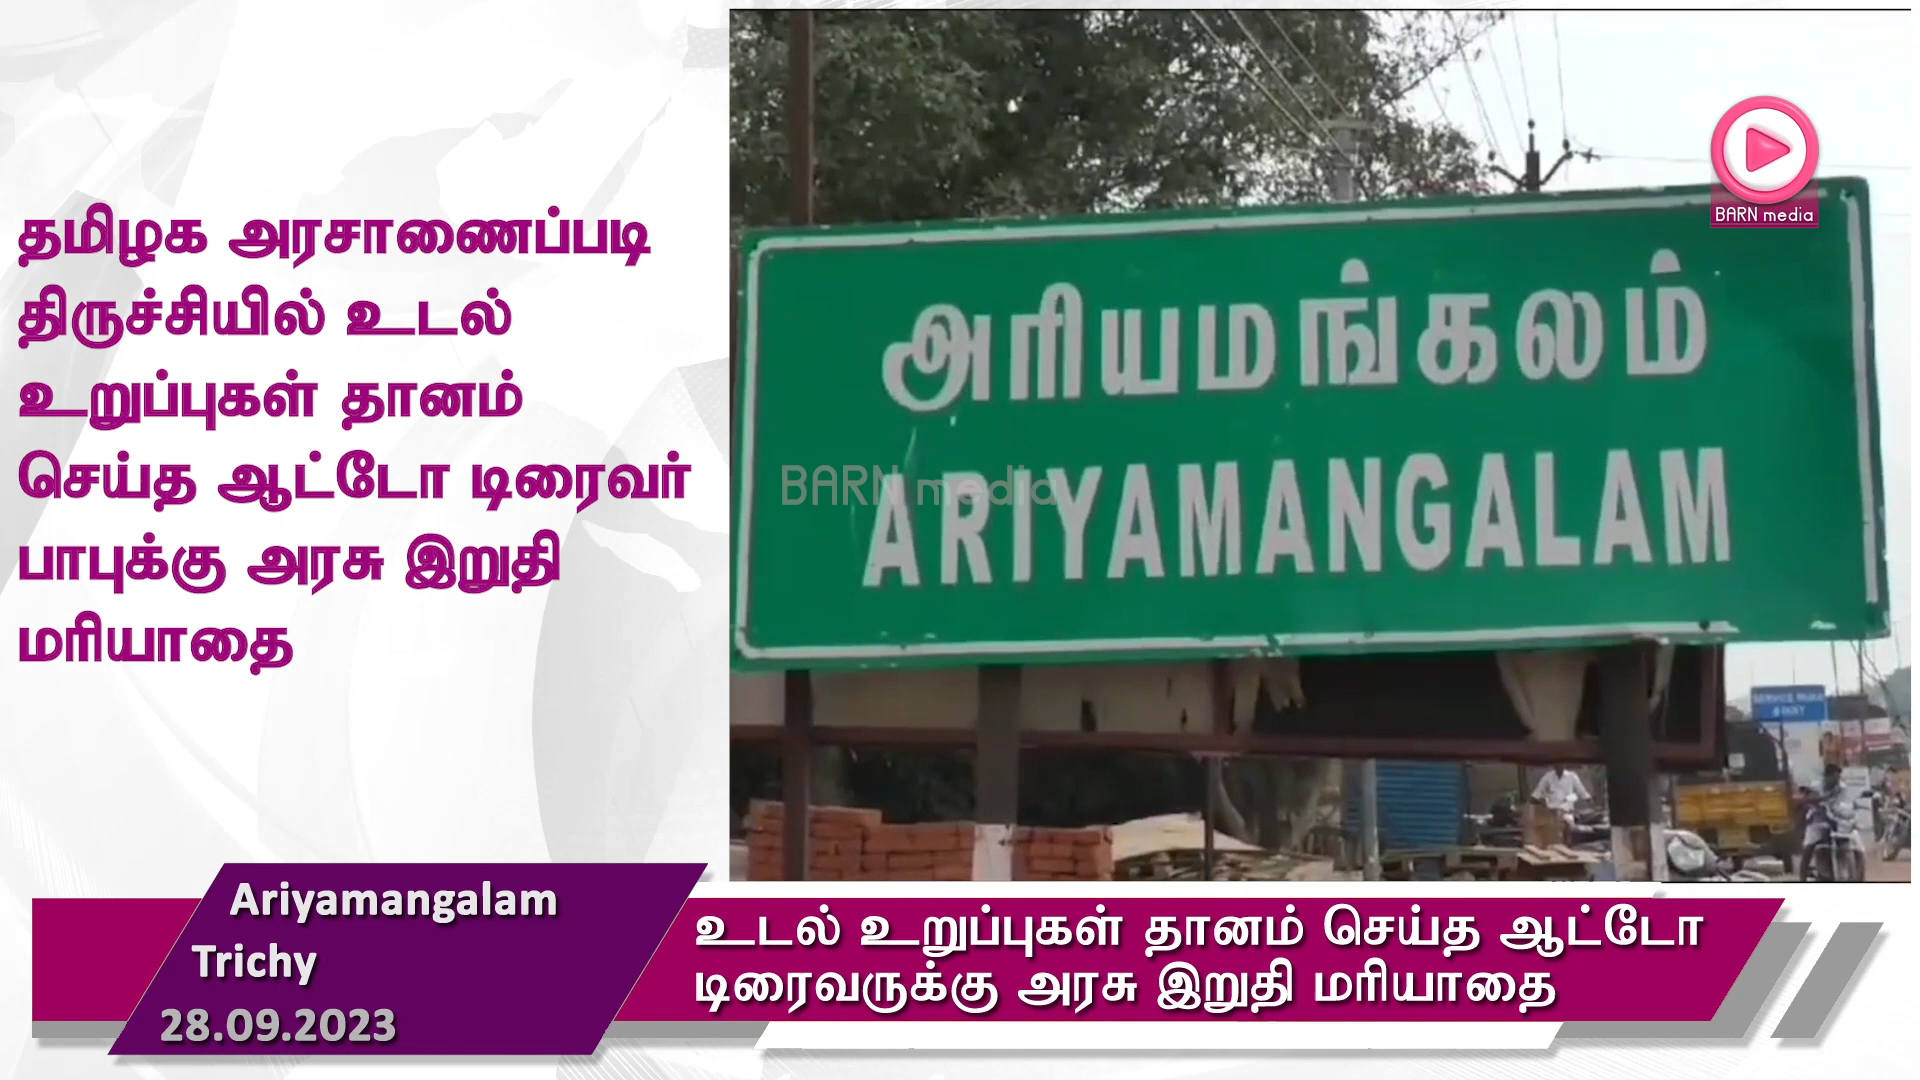 தமிழக அரசாணைப்படி
திருச்சியில் உடல்
உறுப்புகள் தானம்
செய்த ஆட்டோ டிரைவர்
பாபுக்கு அரசு இறுதி
மரியாதை
BARN media
அரியமங்கலம்
ARIYAMANGALAM
BARN media
Ariyamangalam
Trichy
28.09.2023
உடல் உறுப்புகள் தானம் செய்த ஆட்டோ
டிரைவருக்கு அரசு இறுதி மரியாதை